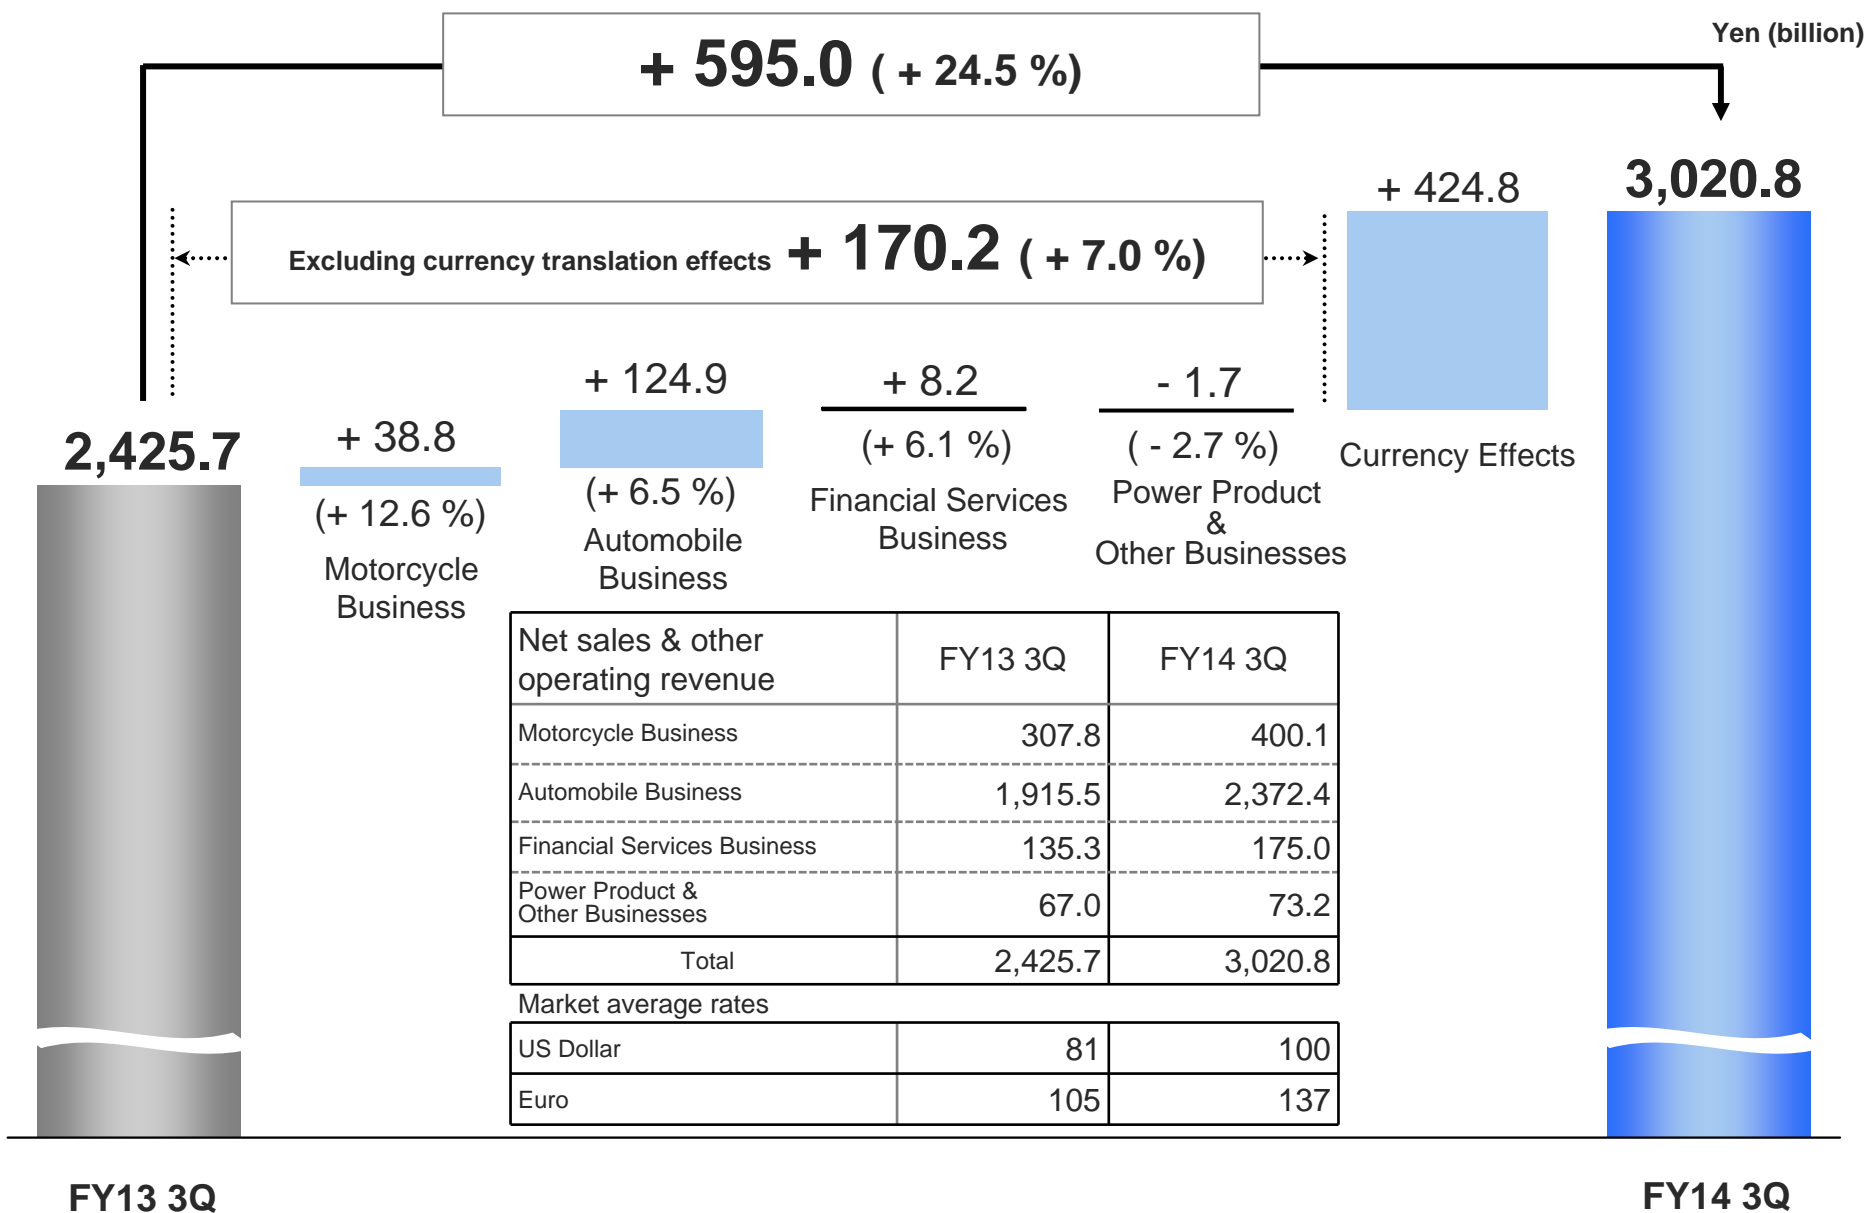 Yen (billion)
+ 595.0 ( + 24.5 %)
3,020.8
+ 424.8
Excluding currency translation effects + 170.2 ( + 7.0 %)
2,425.7
+ 38.8
(+ 12.6 %)
Motorcycle
Business
+ 124.9
(+ 6.5 %)
Automobile
Business
+ 8.2
(+ 6.1 %)
Financial Services
Business
- 1.7
( - 2.7 %)
Power Product
&
Other Businesses
Currency Effects
Net sales & other
operating revenue
FY13 3Q
FY14 3Q
Motorcycle Business 307.8 400.1
Automobile Business 1,915.5 2,372.4
Financial Services Business 135.3 175.0
Power Product &
Other Businesses 67.0 73.2
Total 2,425.7 3,020.8
Market average rates
US Dollar 81 100
Euro 105 137
FY13 3Q
FY14 3Q